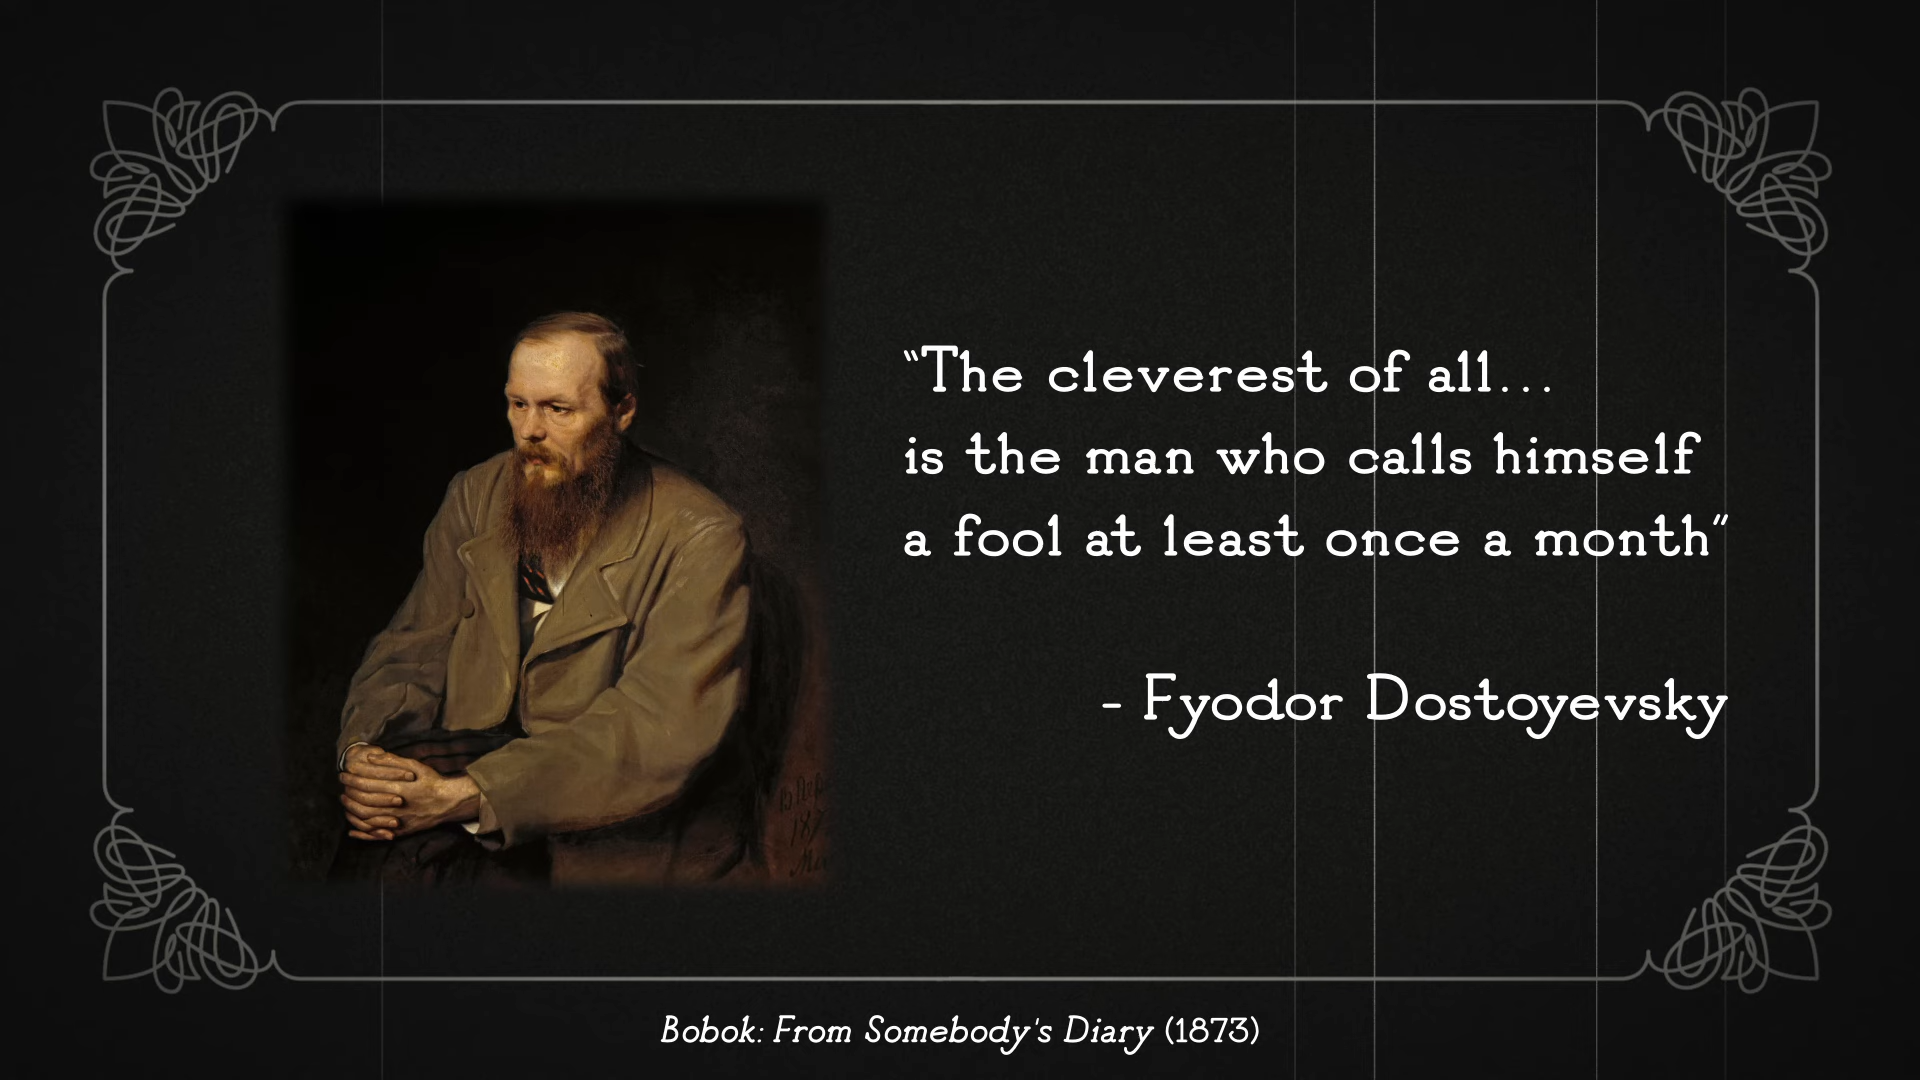 “The cleverest of all...
is the man who calls himself
a fool at least once a month”
- Fyodor Dostoyevsky
Bobok: From Somebody's Diary (1873)